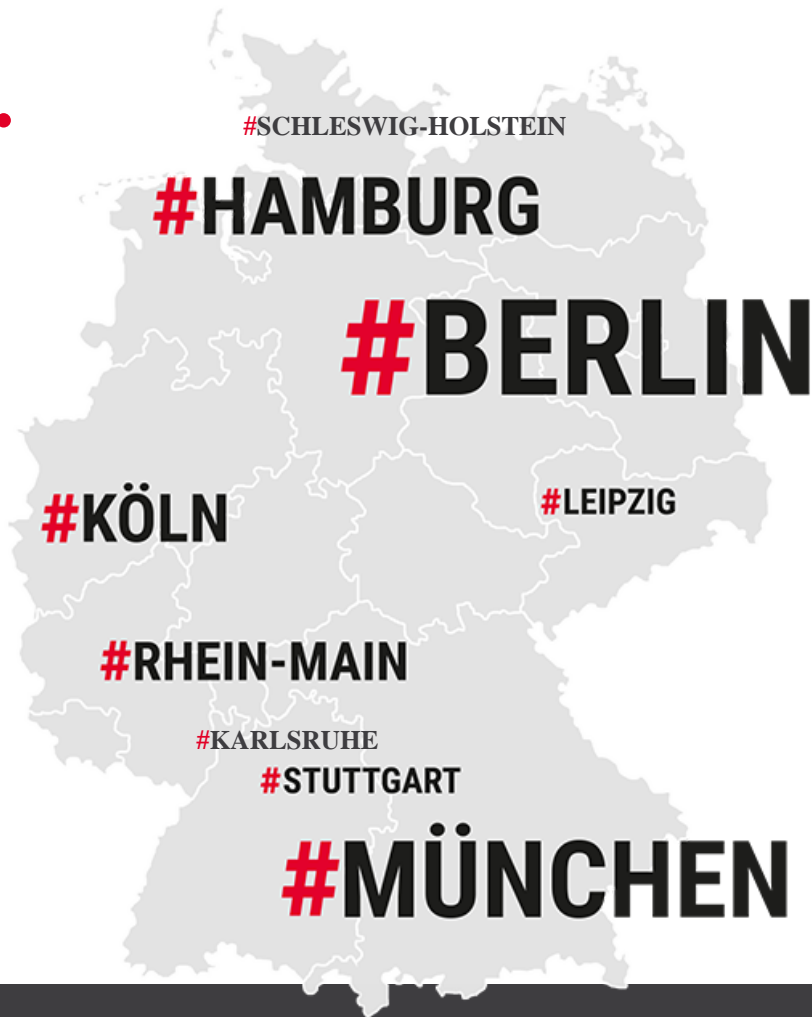 #SCHLESWIG-HOLSTEIN
#HAMBURG
#BERLIN
#KÖLN
#LEIPZIG
#RHEIN-MAIN
#KARLSRUHE
#STUTTGART
#MÜNCHEN